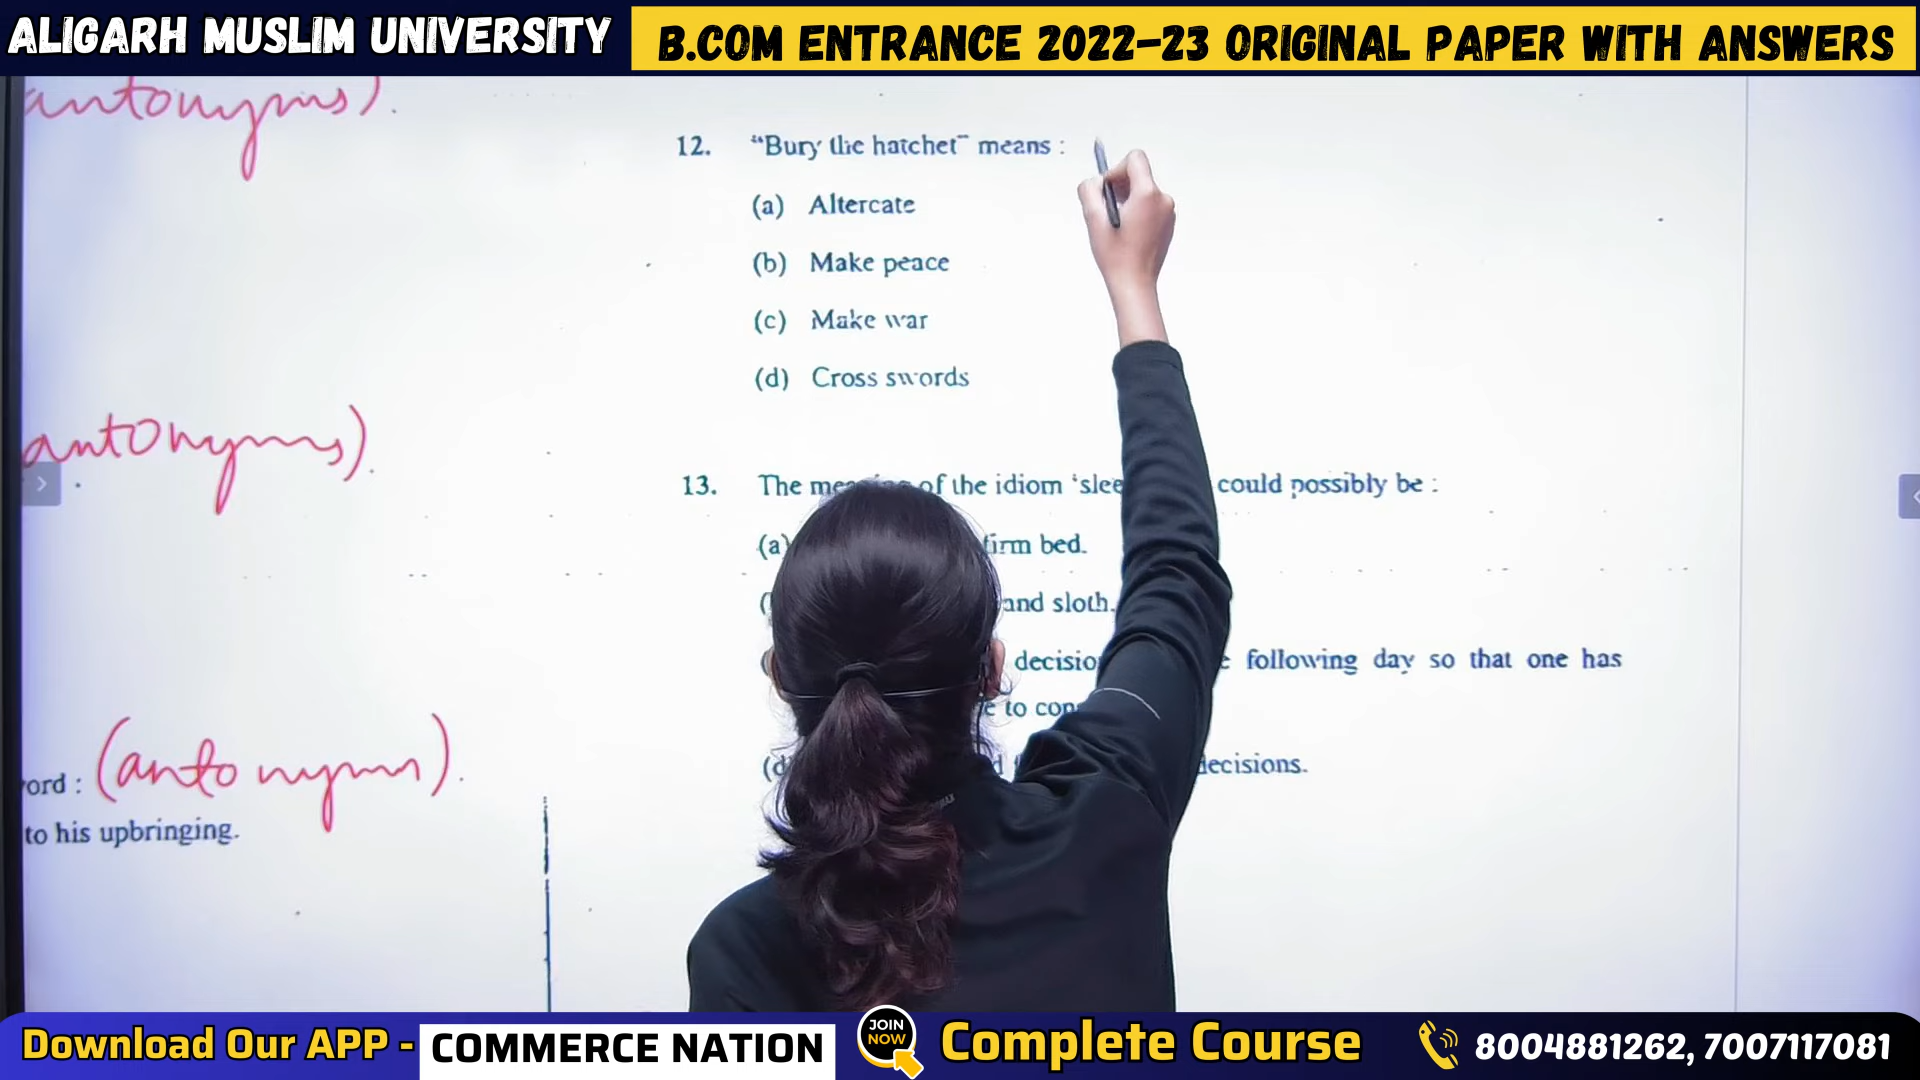 ALIGARH MUSLIM UNIVERSITY
B.COM ENTRANCE 2022-23 ORIGINAL PAPER WITH ANSWERS
antonyms).
antonyms).
ord : (antonyms).
to his upbringing.
12. "Bury the hatchet" means :
(a) Altercate
(b) Make peace
(c) Make war
(d) Cross swords
13. The of the idiom 'slee could possibly be :
(a) firm bed.
and sloth.
decisio following day so that one has
to con
(d) decisions.
Download Our APP - COMMERCE NATION
JOIN NOW
Complete Course
8004881262, 7007117081